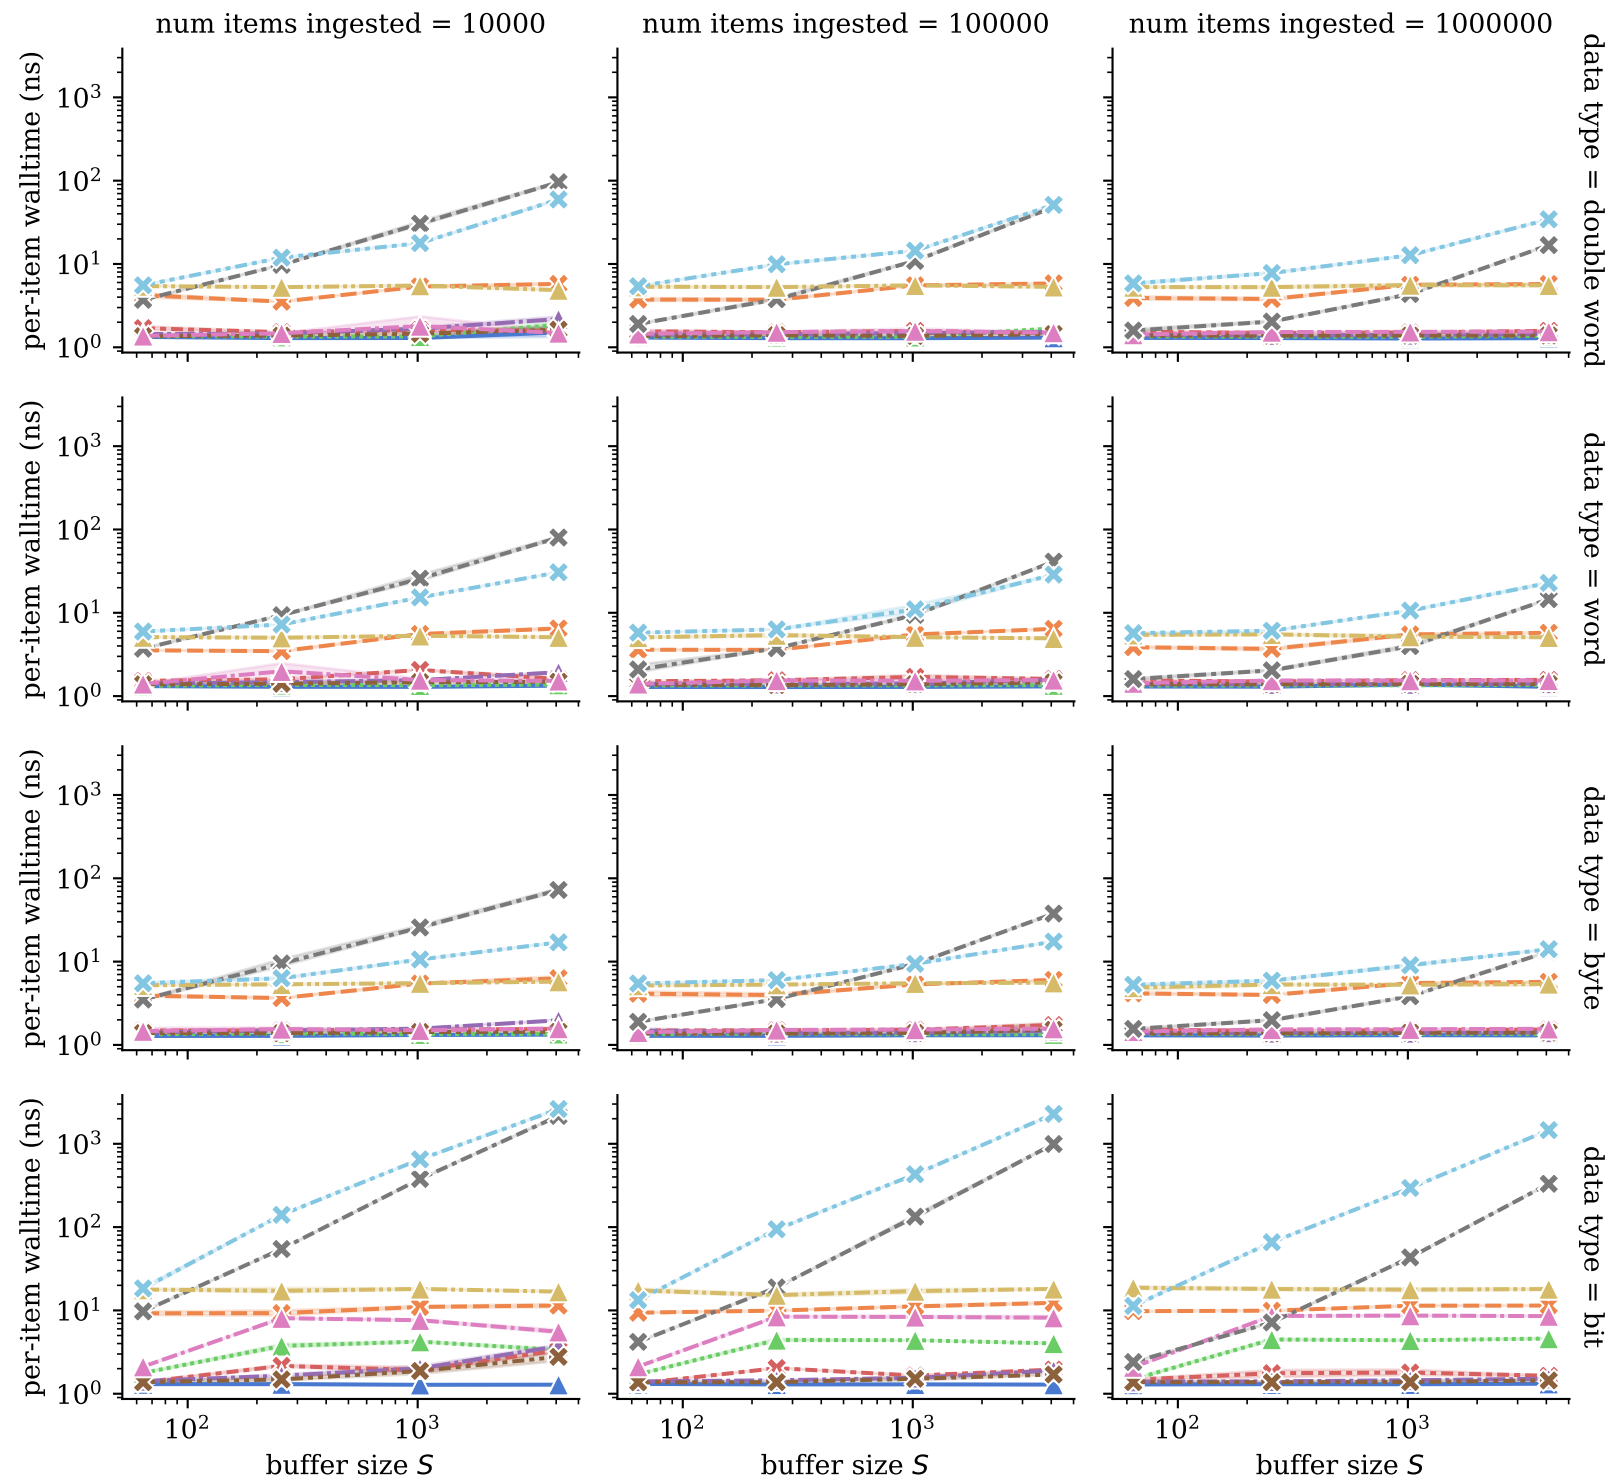 num items ingested = 10000
num items ingested = 100000
num items ingested = 1000000
per-item walltime (ns)
10³
10²
10¹
10⁰
data type = double word
per-item walltime (ns)
10³
10²
10¹
10⁰
data type = word
per-item walltime (ns)
10³
10²
10¹
10⁰
data type = byte
per-item walltime (ns)
10³
10²
10¹
10⁰
data type = bit
10² 10³
10² 10³
10² 10³
buffer size S
buffer size S
buffer size S